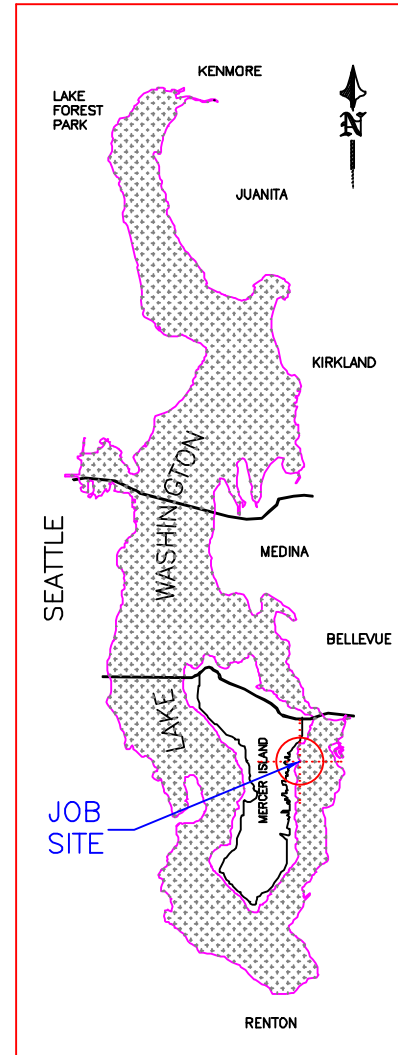 KENMORE
LAKE
FOREST
PARK
N
JUANITA
KIRKLAND
WASHINGTON
SEATTLE
MEDINA
BELLEVUE
LAKE
MERCER ISLAND
JOB
SITE
RENTON